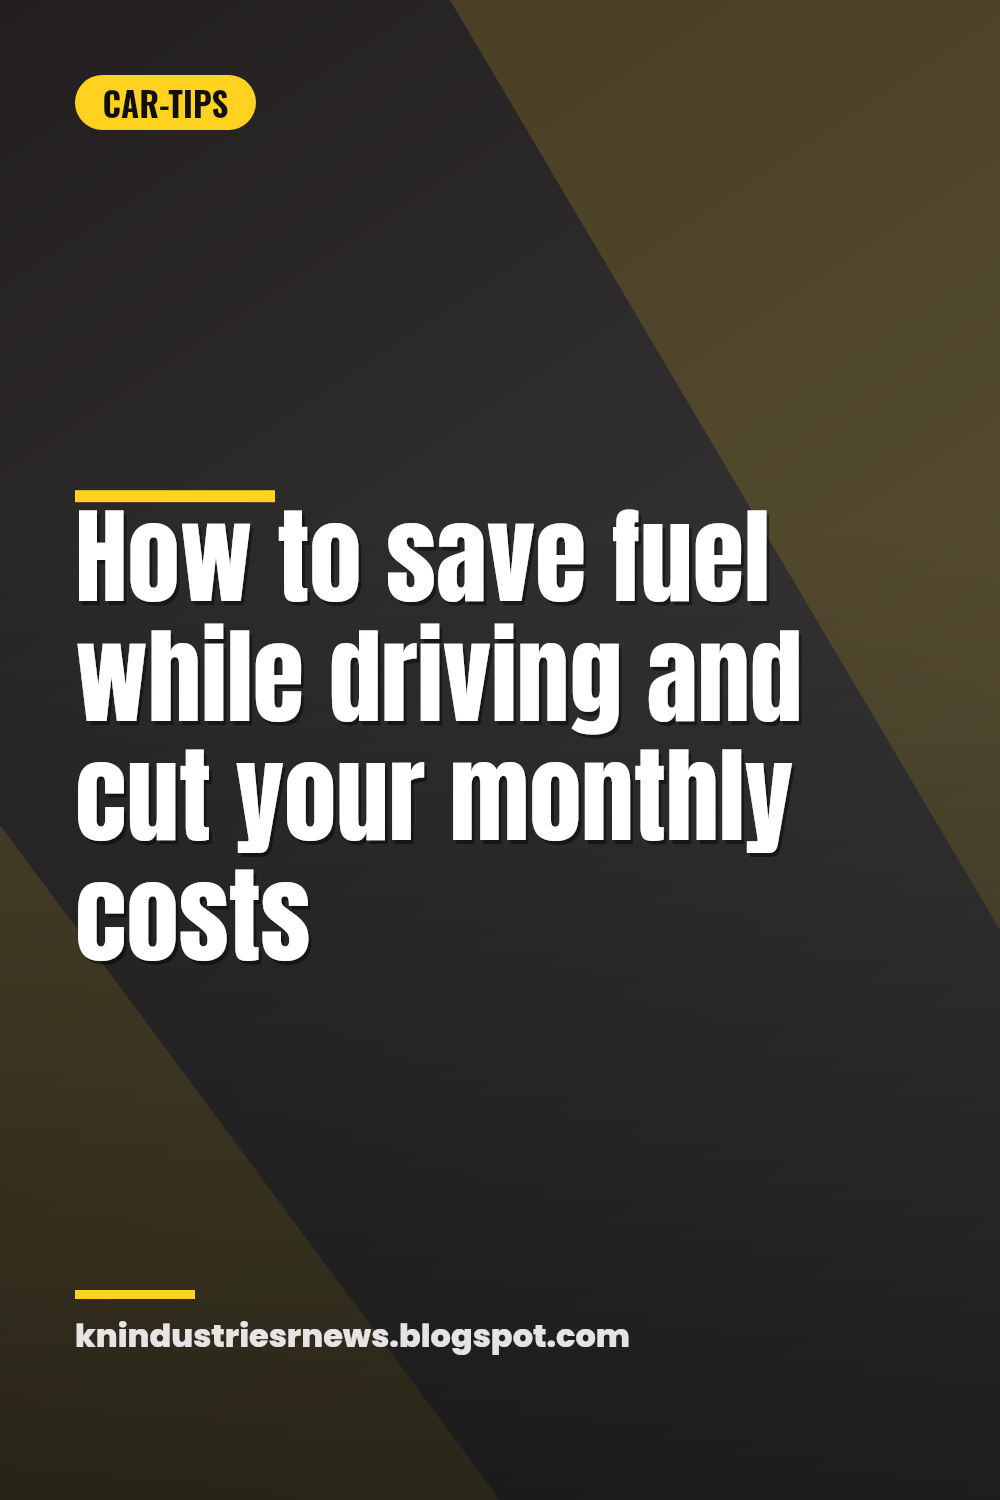 CAR-TIPS
How to save fuel
while driving and
cut your monthly
costs
knindustriesrnews.blogspot.com